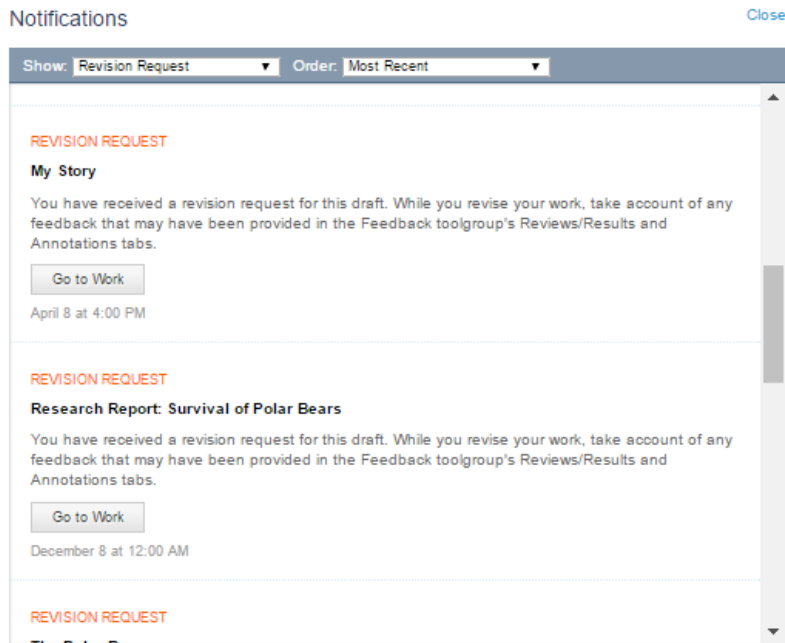 Notifications
Close
Show: Revision Request Order: Most Recent
REVISION REQUEST
My Story
You have received a revision request for this draft. While you revise your work, take account of any
feedback that may have been provided in the Feedback toolgroup's Reviews/Results and
Annotations tabs.
Go to Work
April 8 at 4:00 PM
REVISION REQUEST
Research Report: Survival of Polar Bears
You have received a revision request for this draft. While you revise your work, take account of any
feedback that may have been provided in the Feedback toolgroup's Reviews/Results and
Annotations tabs.
Go to Work
December 8 at 12:00 AM
REVISION REQUEST